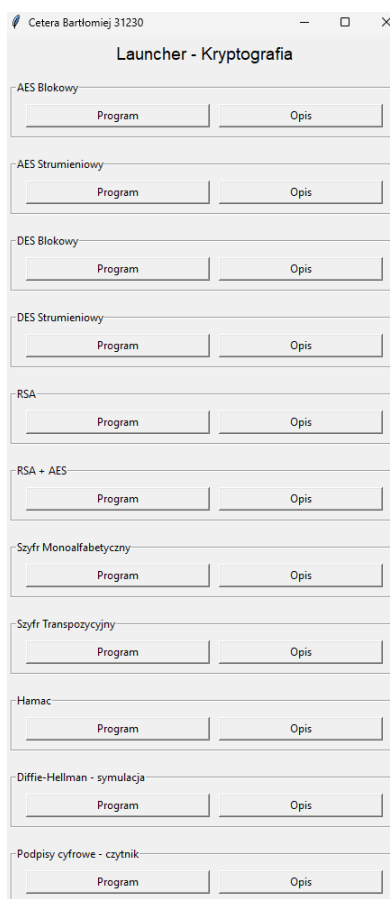 Cetera Bartłomiej 31230
Launcher - Kryptografia
AES Blokowy
Program Opis
AES Strumieniowy
Program Opis
DES Blokowy
Program Opis
DES Strumieniowy
Program Opis
RSA
Program Opis
RSA + AES
Program Opis
Szyfr Monoalfabetyczny
Program Opis
Szyfr Transpozycyjny
Program Opis
Hamac
Program Opis
Diffie-Hellman - symulacja
Program Opis
Podpisy cyfrowe - czytnik
Program Opis